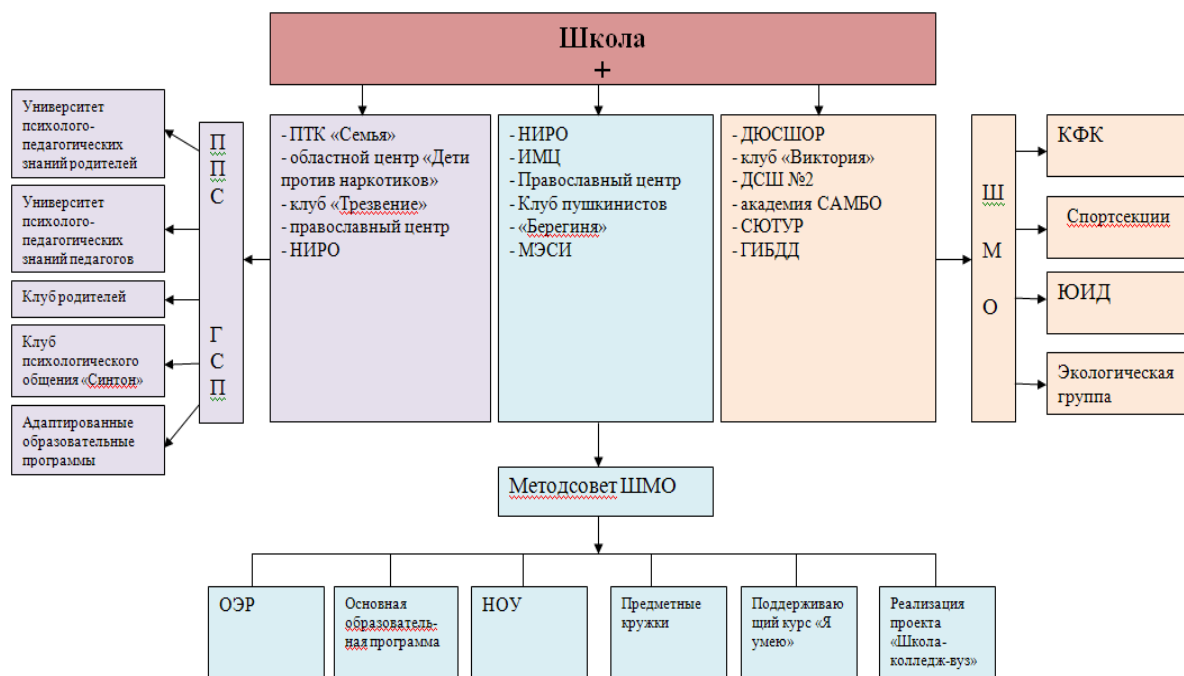 Школа
+
Университет
психолого-
педагогических
знаний родителей
Университет
психолого-
педагогических
знаний педагогов
Клуб родителей
Клуб
психологического
общения «Синтон»
Адаптированные
образовательные
программы
П
П
С
Г
С
П
- ПТК «Семья»
- областной центр «Дети
против наркотиков»
- клуб «Трезвение»
- православный центр
- НИРО
- НИРО
- ИМЦ
- Православный центр
- Клуб пушкинистов
- «Берегиня»
- МЭСИ
- ДЮСШОР
- клуб «Виктория»
- ДСШ №2
- академия САМБО
- СЮТУР
- ГИБДД
Ш
М
О
КФК
Спортсекции
ЮИД
Экологическая
группа
Методсовет ШМО
ОЭР
Основная
образователь-
ная программа
НОУ
Предметные
кружки
Поддерживаю
щий курс «Я
умею»
Реализация
проекта
«Школа-
колледж-вуз»